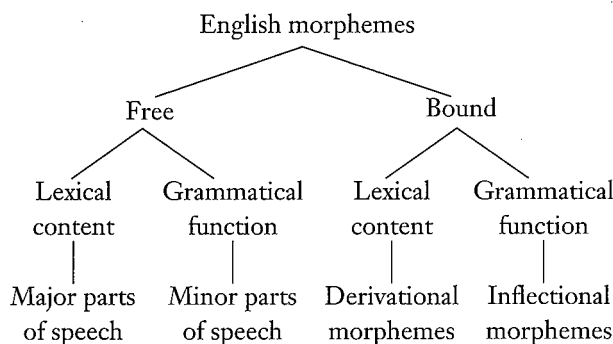 English morphemes
Free Bound
Lexical Grammatical Lexical Grammatical
content function content function
Major parts Minor parts Derivational Inflectional
of speech of speech morphemes morphemes